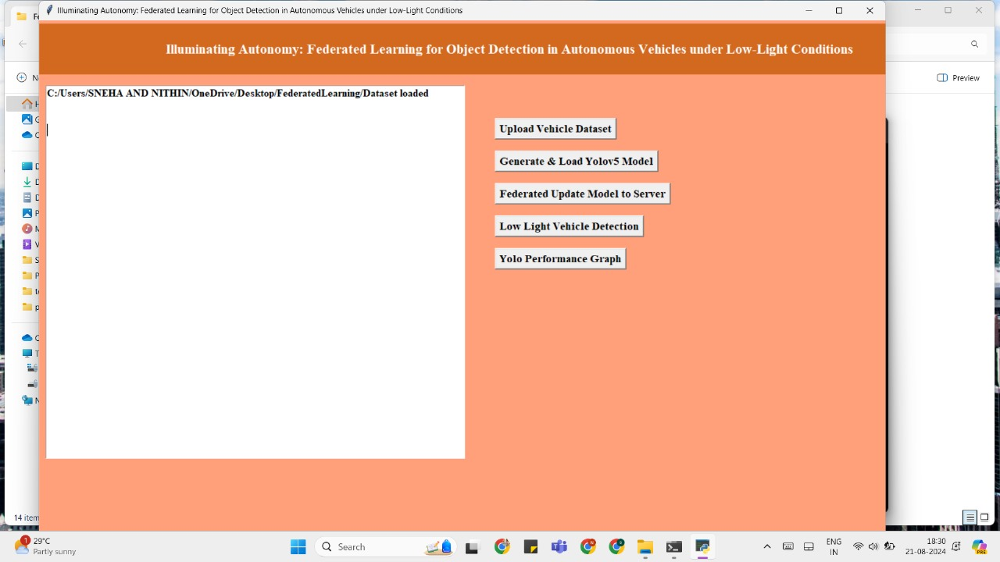 Illuminating Autonomy: Federated Learning for Object Detection in Autonomous Vehicles under Low-Light Conditions
Illuminating Autonomy: Federated Learning for Object Detection in Autonomous Vehicles under Low-Light Conditions
Preview
C:/Users/SNEHA AND NITHIN/OneDrive/Desktop/FederatedLearning/Dataset loaded
Upload Vehicle Dataset
Generate & Load Yolov5 Model
Federated Update Model to Server
Low Light Vehicle Detection
Yolo Performance Graph
14 item
1
29°C
Partly sunny
Search
ENG
IN
18:30
21-08-2024
PRE